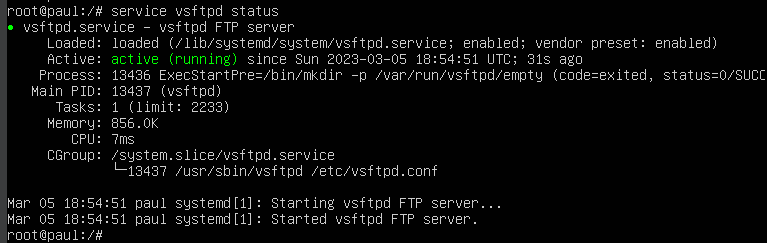 root@paul:/# service vsftpd status
● vsftpd.service - vsftpd FTP server
Loaded: loaded (/lib/systemd/system/vsftpd.service; enabled; vendor preset: enabled)
Active: active (running) since Sun 2023-03-05 18:54:51 UTC; 31s ago
Process: 13436 ExecStartPre=/bin/mkdir -p /var/run/vsftpd/empty (code=exited, status=0/SUCC
Main PID: 13437 (vsftpd)
Tasks: 1 (limit: 2233)
Memory: 856.0K
CPU: 7ms
CGroup: /system.slice/vsftpd.service
└─13437 /usr/sbin/vsftpd /etc/vsftpd.conf
Mar 05 18:54:51 paul systemd[1]: Starting vsftpd FTP server...
Mar 05 18:54:51 paul systemd[1]: Started vsftpd FTP server.
root@paul:/#